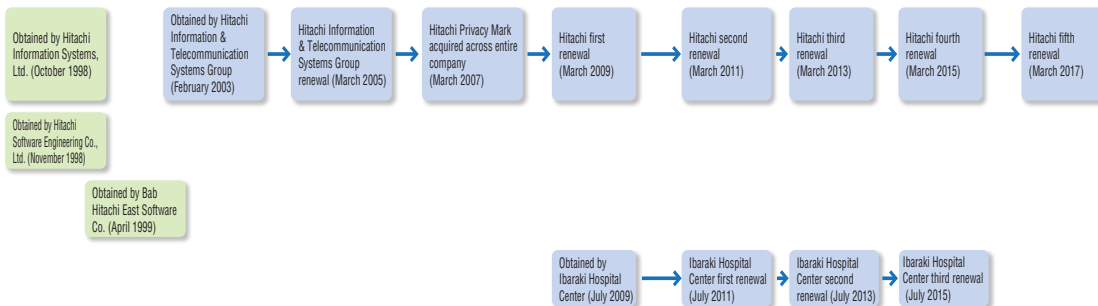 Obtained by Hitachi
Information Systems,
Ltd. (October 1998)
Obtained by Hitachi
Information &
Telecommunication
Systems Group
(February 2003)
Hitachi Information
& Telecommunication
Systems Group
renewal (March 2005)
Hitachi Privacy Mark
acquired across entire
company
(March 2007)
Hitachi first
renewal
(March 2009)
Hitachi second
renewal
(March 2011)
Hitachi third
renewal
(March 2013)
Hitachi fourth
renewal
(March 2015)
Hitachi fifth
renewal
(March 2017)
Obtained by Hitachi
Software Engineering Co.,
Ltd. (November 1998)
Obtained by Bab
Hitachi East Software
Co. (April 1999)
Obtained by
Ibaraki Hospital
Center (July 2009)
Ibaraki Hospital
Center first renewal
(July 2011)
Ibaraki Hospital
Center second
renewal (July 2013)
Ibaraki Hospital
Center third renewal
(July 2015)